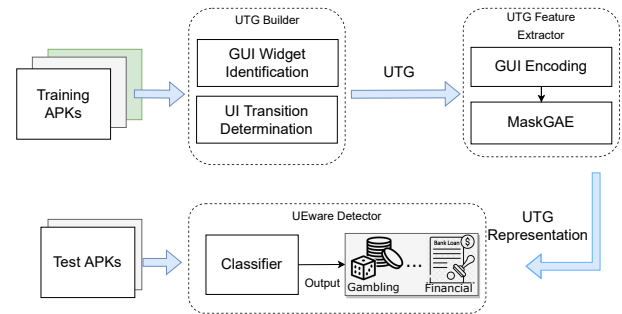 UTG Builder
UTG Feature
Extractor
GUI Widget
Identification
UI Transition
Determination
Training
APKs
UTG
GUI Encoding
MaskGAE
UEware Detector
UTG
Representation
Test APKs
Classifier
Output
Bank Loan
$
...
Gambling
Financial